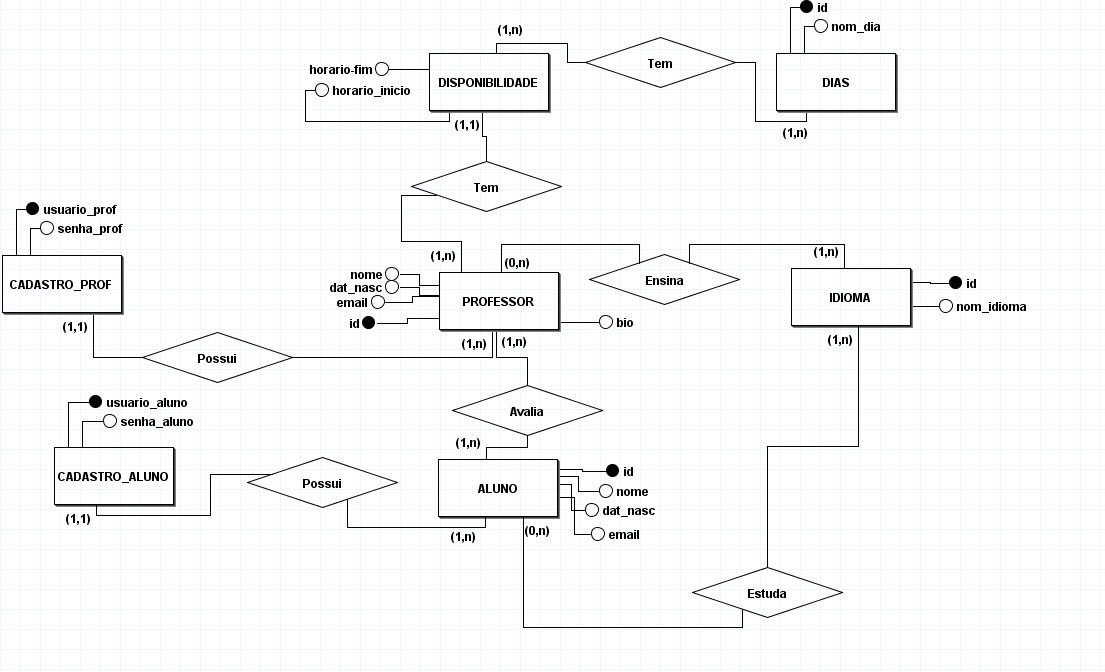 id
nom_dia
(1,n)
Tem
horario-fim
horario_inicio
DISPONIBILIDADE
DIAS
(1,1)
(1,n)
Tem
usuario_prof
senha_prof
CADASTRO_PROF
(1,1)
(1,n)
(0,n)
(1,n)
nome
dat_nasc
email
id
PROFESSOR
bio
Ensina
IDIOMA
id
nom_idioma
(1,n)
(1,n)
(1,n)
Possui
Avalia
usuario_aluno
senha_aluno
CADASTRO_ALUNO
(1,1)
Possui
(1,n)
ALUNO
id
nome
dat_nasc
email
(1,n)
(0,n)
Estuda